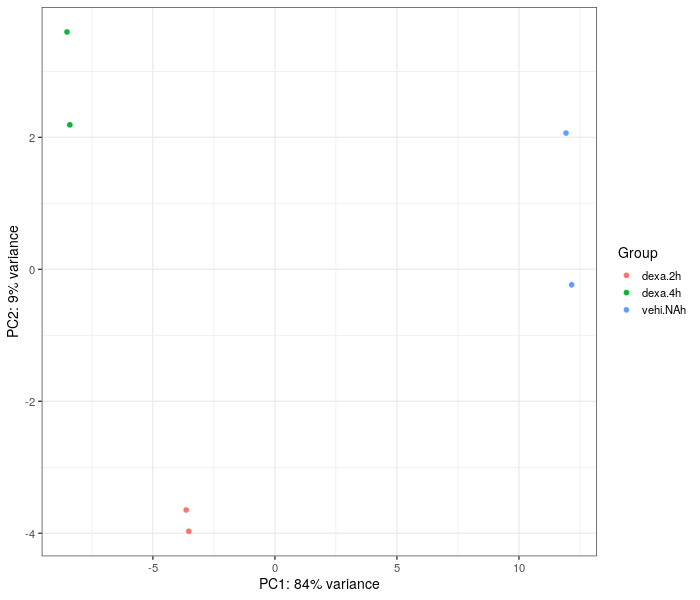 2
0
-2
-4
PC2: 9% variance
-5
0
5
10
PC1: 84% variance
Group
dexa.2h
dexa.4h
vehi.NAh